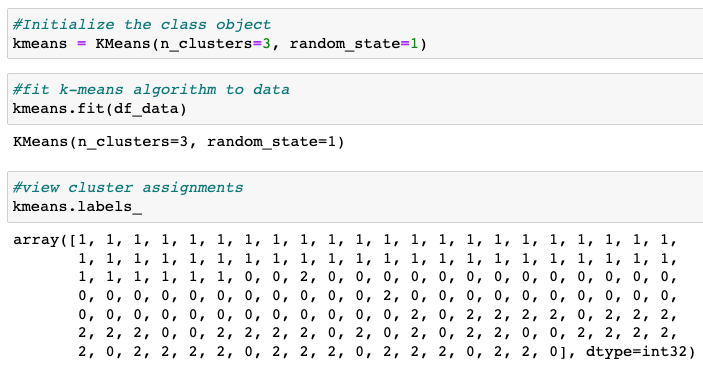 #Initialize the class object
kmeans = KMeans(n_clusters=3, random_state=1)
#fit k-means algorithm to data
kmeans.fit(df_data)
KMeans(n_clusters=3, random_state=1)
#view cluster assignments
kmeans.labels_
array([1, 1, 1, 1, 1, 1, 1, 1, 1, 1, 1, 1, 1, 1, 1, 1, 1, 1, 1, 1, 1, 1,
1, 1, 1, 1, 1, 1, 1, 1, 1, 1, 1, 1, 1, 1, 1, 1, 1, 1, 1, 1, 1, 1,
1, 1, 1, 1, 1, 1, 0, 0, 2, 0, 0, 0, 0, 0, 0, 0, 0, 0, 0, 0, 0, 0,
0, 0, 0, 0, 0, 0, 0, 0, 0, 0, 0, 2, 0, 0, 0, 0, 0, 0, 0, 0, 0, 0,
0, 0, 0, 0, 0, 0, 0, 0, 0, 0, 0, 0, 2, 0, 2, 2, 2, 2, 0, 2, 2, 2,
2, 2, 2, 0, 0, 2, 2, 2, 2, 0, 2, 0, 2, 0, 2, 2, 0, 0, 2, 2, 2, 2,
2, 0, 2, 2, 2, 2, 0, 2, 2, 2, 0, 2, 2, 2, 0, 2, 2, 0], dtype=int32)